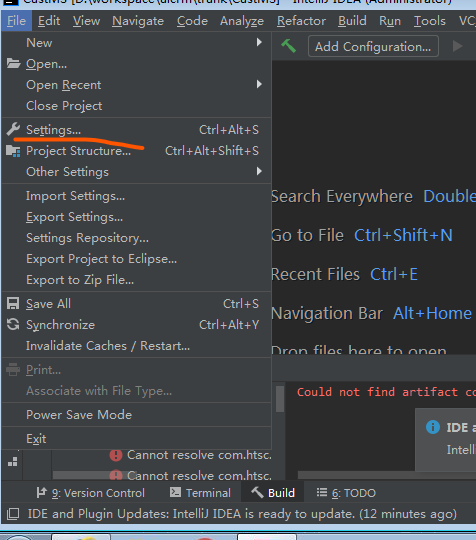 CustMS [D:\workspace\dlcrm\trunk\CustMS] - IntelliJ IDEA (Administrator)
File Edit View Navigate Code Analyze Refactor Build Run Tools VC
New
Open...
Open Recent
Close Project
Settings... Ctrl+Alt+S
Project Structure... Ctrl+Alt+Shift+S
Other Settings
Import Settings...
Export Settings...
Settings Repository...
Export Project to Eclipse...
Export to Zip File...
Save All Ctrl+S
Synchronize Ctrl+Alt+Y
Invalidate Caches / Restart...
Print...
Associate with File Type...
Power Save Mode
Exit
Add Configuration...
Search Everywhere Double
Go to File Ctrl+Shift+N
Recent Files Ctrl+E
Navigation Bar Alt+Home
Drop files here to open
Could not find artifact co
IDE a
Intell
Cannot resolve com.htsc.
Cannot resolve com.htsc.
9: Version Control Terminal Build 6: TODO
IDE and Plugin Updates: IntelliJ IDEA is ready to update. (12 minutes ago)